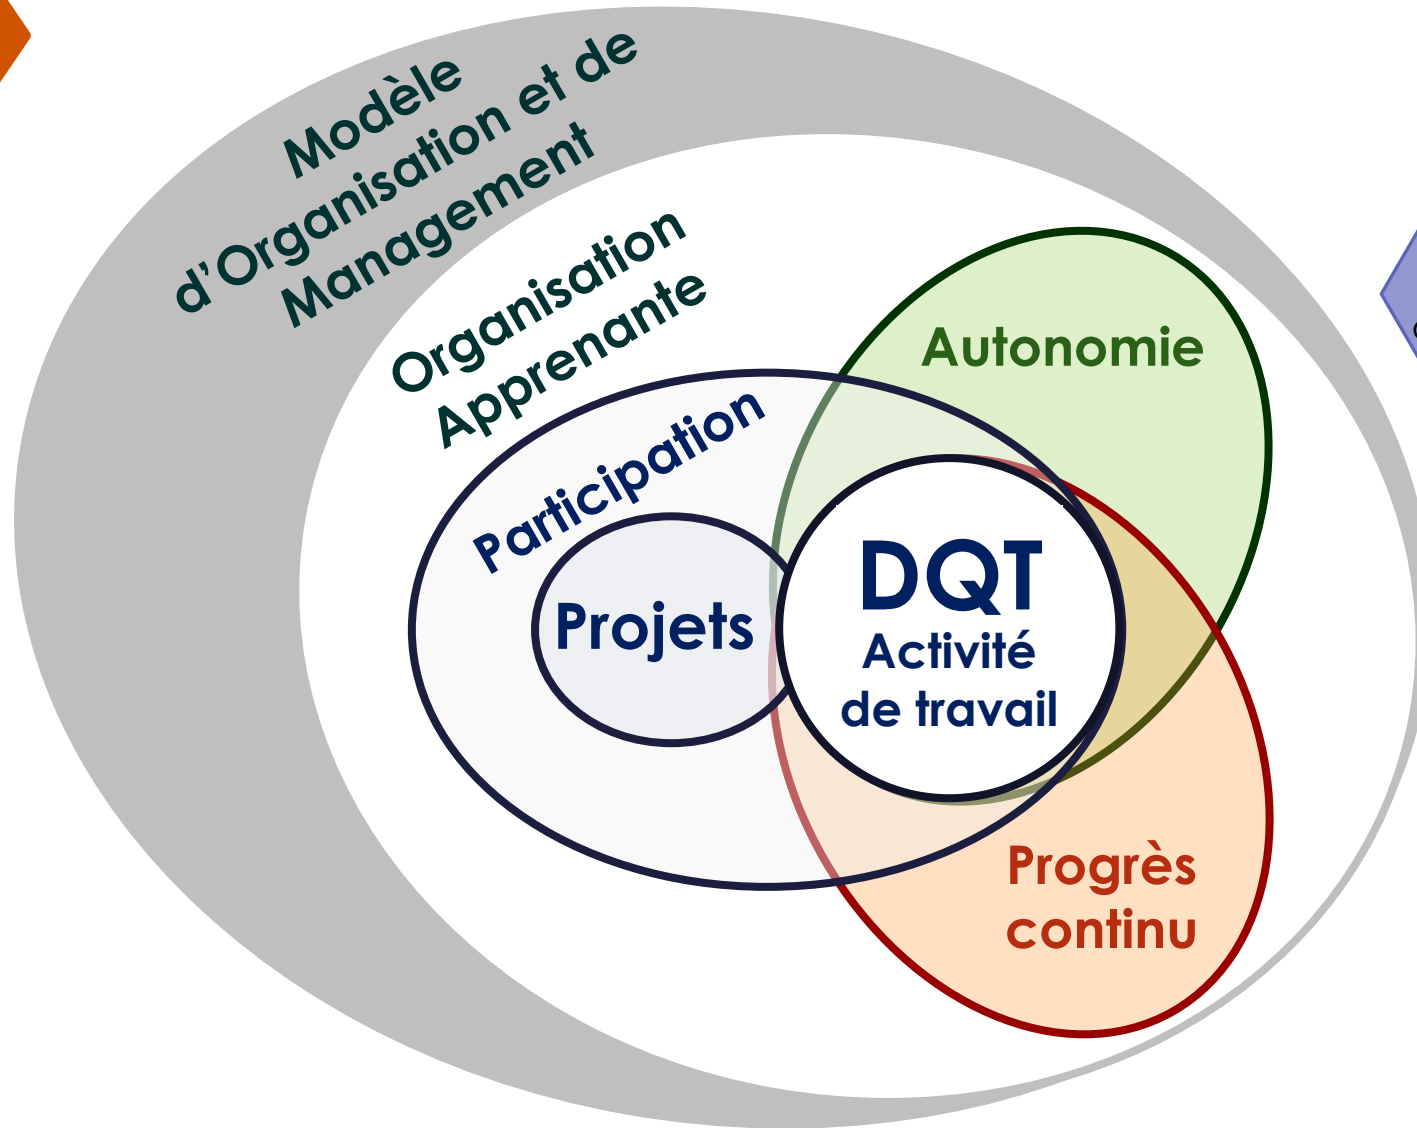 Modèle
d’Organisation et de
Management
Organisation
Apprenante
Autonomie
Participation
Projets
DQT
Activité
de travail
Progrès
continu